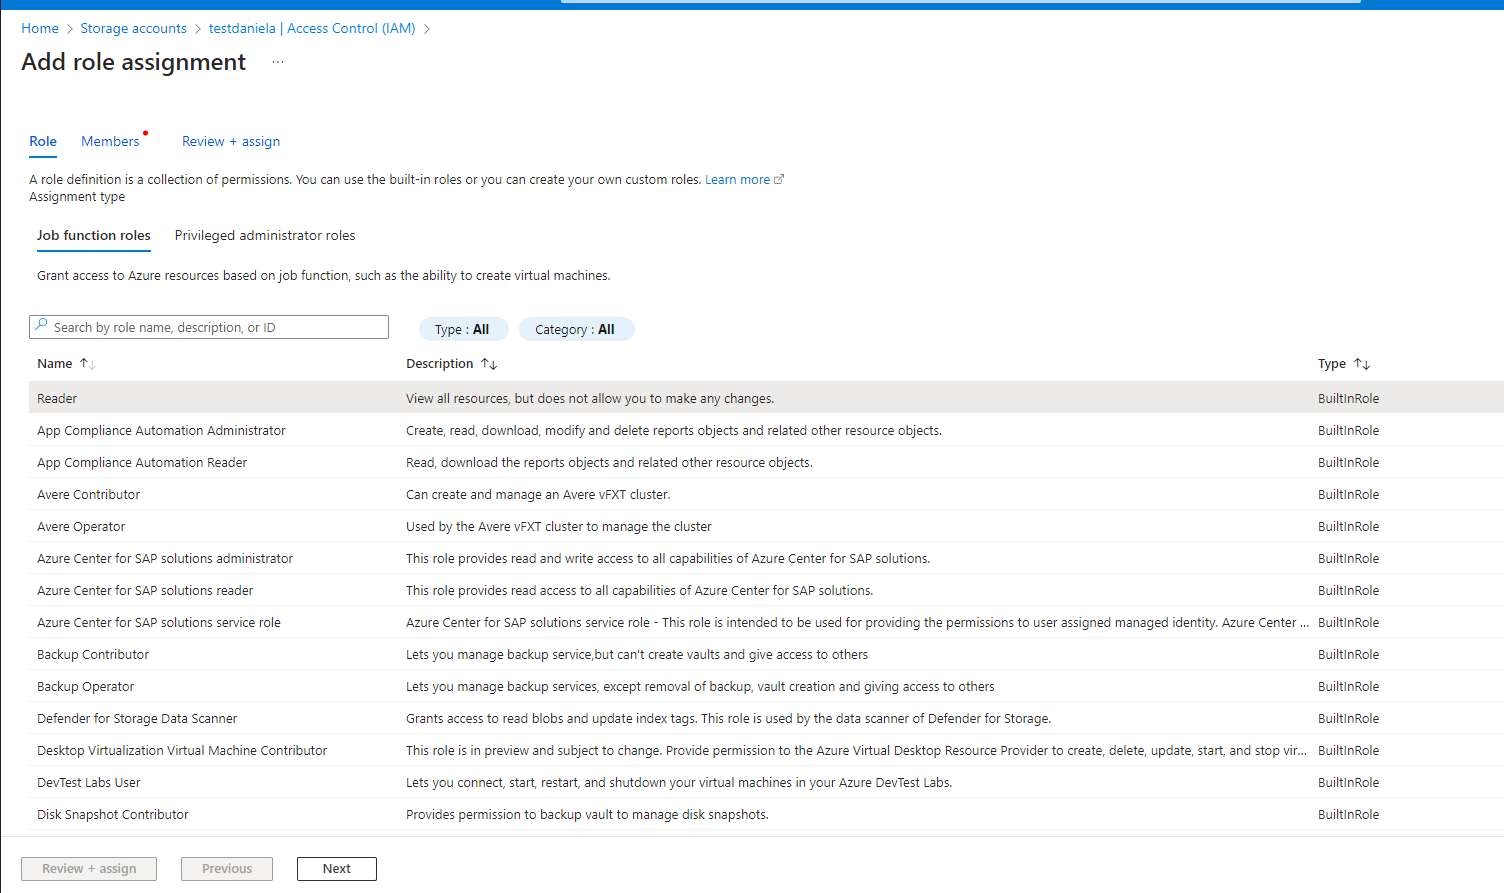 Home > Storage accounts > testdaniela | Access Control (IAM) >
Add role assignment ...
Role Members Review + assign
A role definition is a collection of permissions. You can use the built-in roles or you can create your own custom roles. Learn more
Assignment type
Job function roles Privileged administrator roles
Grant access to Azure resources based on job function, such as the ability to create virtual machines.
Search by role name, description, or ID Type : All Category : All
Name ↑↓ Description ↑↓ Type ↑↓
Reader View all resources, but does not allow you to make any changes. BuiltInRole
App Compliance Automation Administrator Create, read, download, modify and delete reports objects and related other resource objects. BuiltInRole
App Compliance Automation Reader Read, download the reports objects and related other resource objects. BuiltInRole
Avere Contributor Can create and manage an Avere vFXT cluster. BuiltInRole
Avere Operator Used by the Avere vFXT cluster to manage the cluster BuiltInRole
Azure Center for SAP solutions administrator This role provides read and write access to all capabilities of Azure Center for SAP solutions. BuiltInRole
Azure Center for SAP solutions reader This role provides read access to all capabilities of Azure Center for SAP solutions. BuiltInRole
Azure Center for SAP solutions service role Azure Center for SAP solutions service role - This role is intended to be used for providing the permissions to user assigned managed identity. Azure Center ... BuiltInRole
Backup Contributor Lets you manage backup service,but can't create vaults and give access to others BuiltInRole
Backup Operator Lets you manage backup services, except removal of backup, vault creation and giving access to others BuiltInRole
Defender for Storage Data Scanner Grants access to read blobs and update index tags. This role is used by the data scanner of Defender for Storage. BuiltInRole
Desktop Virtualization Virtual Machine Contributor This role is in preview and subject to change. Provide permission to the Azure Virtual Desktop Resource Provider to create, delete, update, start, and stop vir... BuiltInRole
DevTest Labs User Lets you connect, start, restart, and shutdown your virtual machines in your Azure DevTest Labs. BuiltInRole
Disk Snapshot Contributor Provides permission to backup vault to manage disk snapshots. BuiltInRole
Review + assign Previous Next